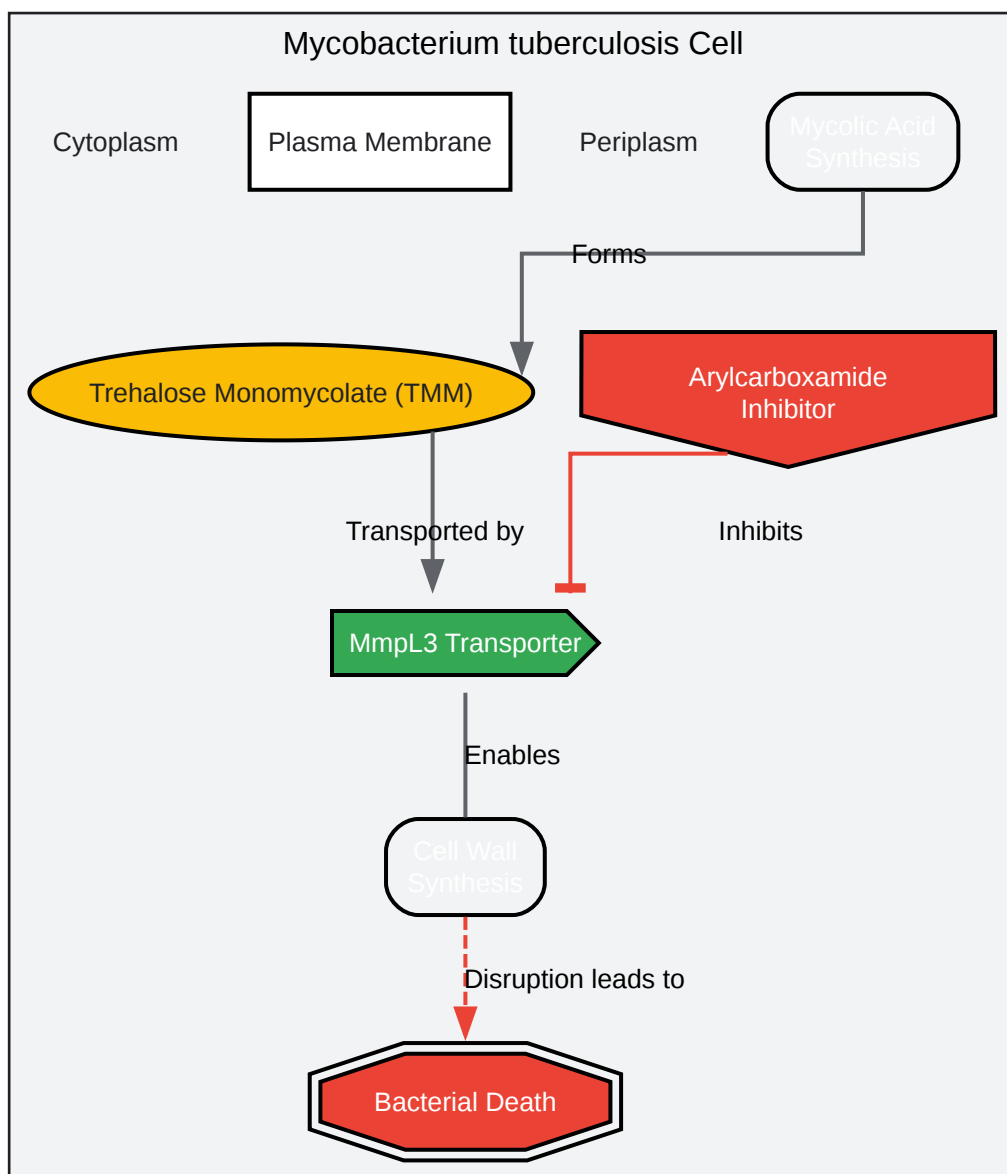 Mycobacterium tuberculosis Cell
Cytoplasm
Plasma Membrane
Periplasm
Mycolic Acid
Synthesis
Forms
Trehalose Monomycolate (TMM)
Arylcarboxamide
Inhibitor
Transported by
Inhibits
MmpL3 Transporter
Enables
Cell Wall
Synthesis
Disruption leads to
Bacterial Death